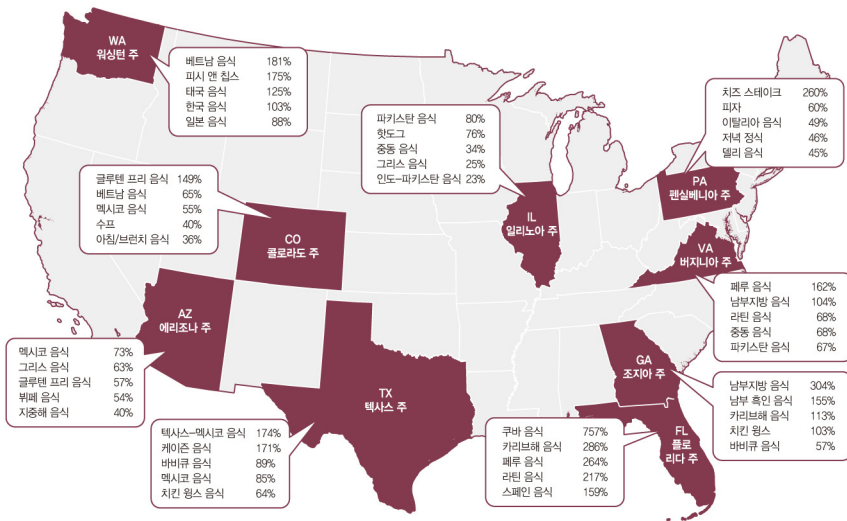 WA
워싱턴 주
베트남 음식 181%
피시 앤 칩스 175%
태국 음식 125%
한국 음식 103%
일본 음식 88%
파키스탄 음식 80%
핫도그 76%
중동 음식 34%
그리스 음식 25%
인도-파키스탄 음식 23%
IL
일리노아 주
치즈 스테이크 260%
피자 60%
이탈리아 음식 49%
저녁 정식 46%
델리 음식 45%
PA
펜실베니아 주
글루텐 프리 음식 149%
베트남 음식 65%
멕시코 음식 55%
수프 40%
아침/브런치 음식 36%
CO
콜로라도 주
VA
버지니아 주
페루 음식 162%
남부지방 음식 104%
라틴 음식 68%
중동 음식 68%
파키스탄 음식 67%
AZ
에리조나 주
멕시코 음식 73%
그리스 음식 63%
글루텐 프리 음식 57%
뷔페 음식 54%
지중해 음식 40%
TX
텍사스 주
텍사스-멕시코 음식 174%
케이즌 음식 171%
바비큐 음식 89%
멕시코 음식 85%
치킨 윙스 음식 64%
GA
조지아 주
남부지방 음식 304%
남부 흑인 음식 155%
카리브해 음식 113%
치킨 윙스 103%
바비큐 음식 57%
쿠바 음식 757%
카리브해 음식 286%
페루 음식 264%
라틴 음식 217%
스페인 음식 159%
FL
플로
리다 주